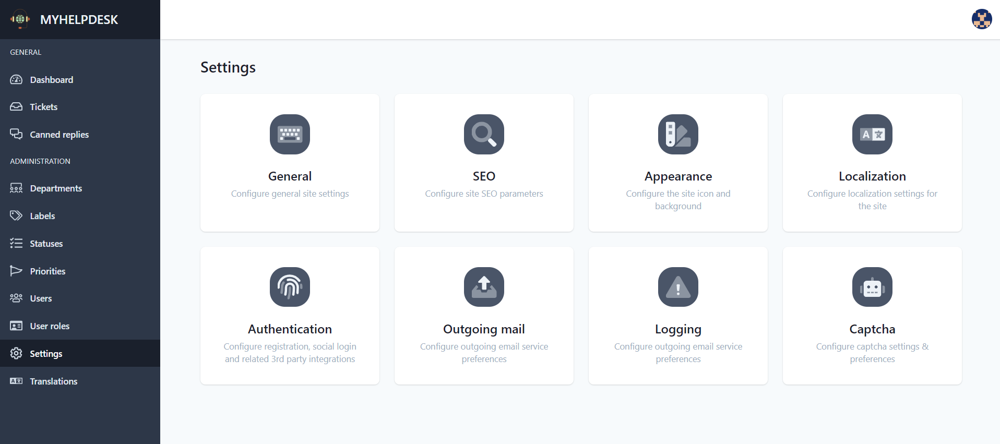 MYHELPDESK
GENERAL
Dashboard
Tickets
Canned replies
ADMINISTRATION
Departments
Labels
Statuses
Priorities
Users
User roles
Settings
Translations
Settings
General
Configure general site settings
SEO
Configure site SEO parameters
Appearance
Configure the site icon and
background
Localization
Configure localization settings for
the site
Authentication
Configure registration, social login
and related 3rd party integrations
Outgoing mail
Configure outgoing email service
preferences
Logging
Configure outgoing email service
preferences
Captcha
Configure captcha settings &
preferences